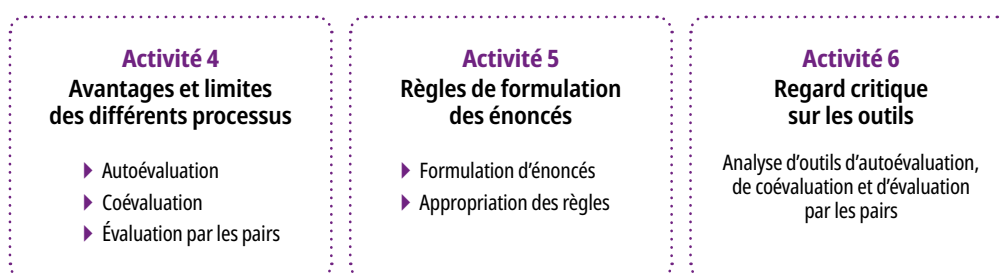 Activité 4
Avantages et limites
des différents processus
Autoévaluation
Coévaluation
Évaluation par les pairs
Activité 5
Règles de formulation
des énoncés
Formulation d'énoncés
Appropriation des règles
Activité 6
Regard critique
sur les outils
Analyse d'outils d'autoévaluation,
de coévaluation et d'évaluation
par les pairs